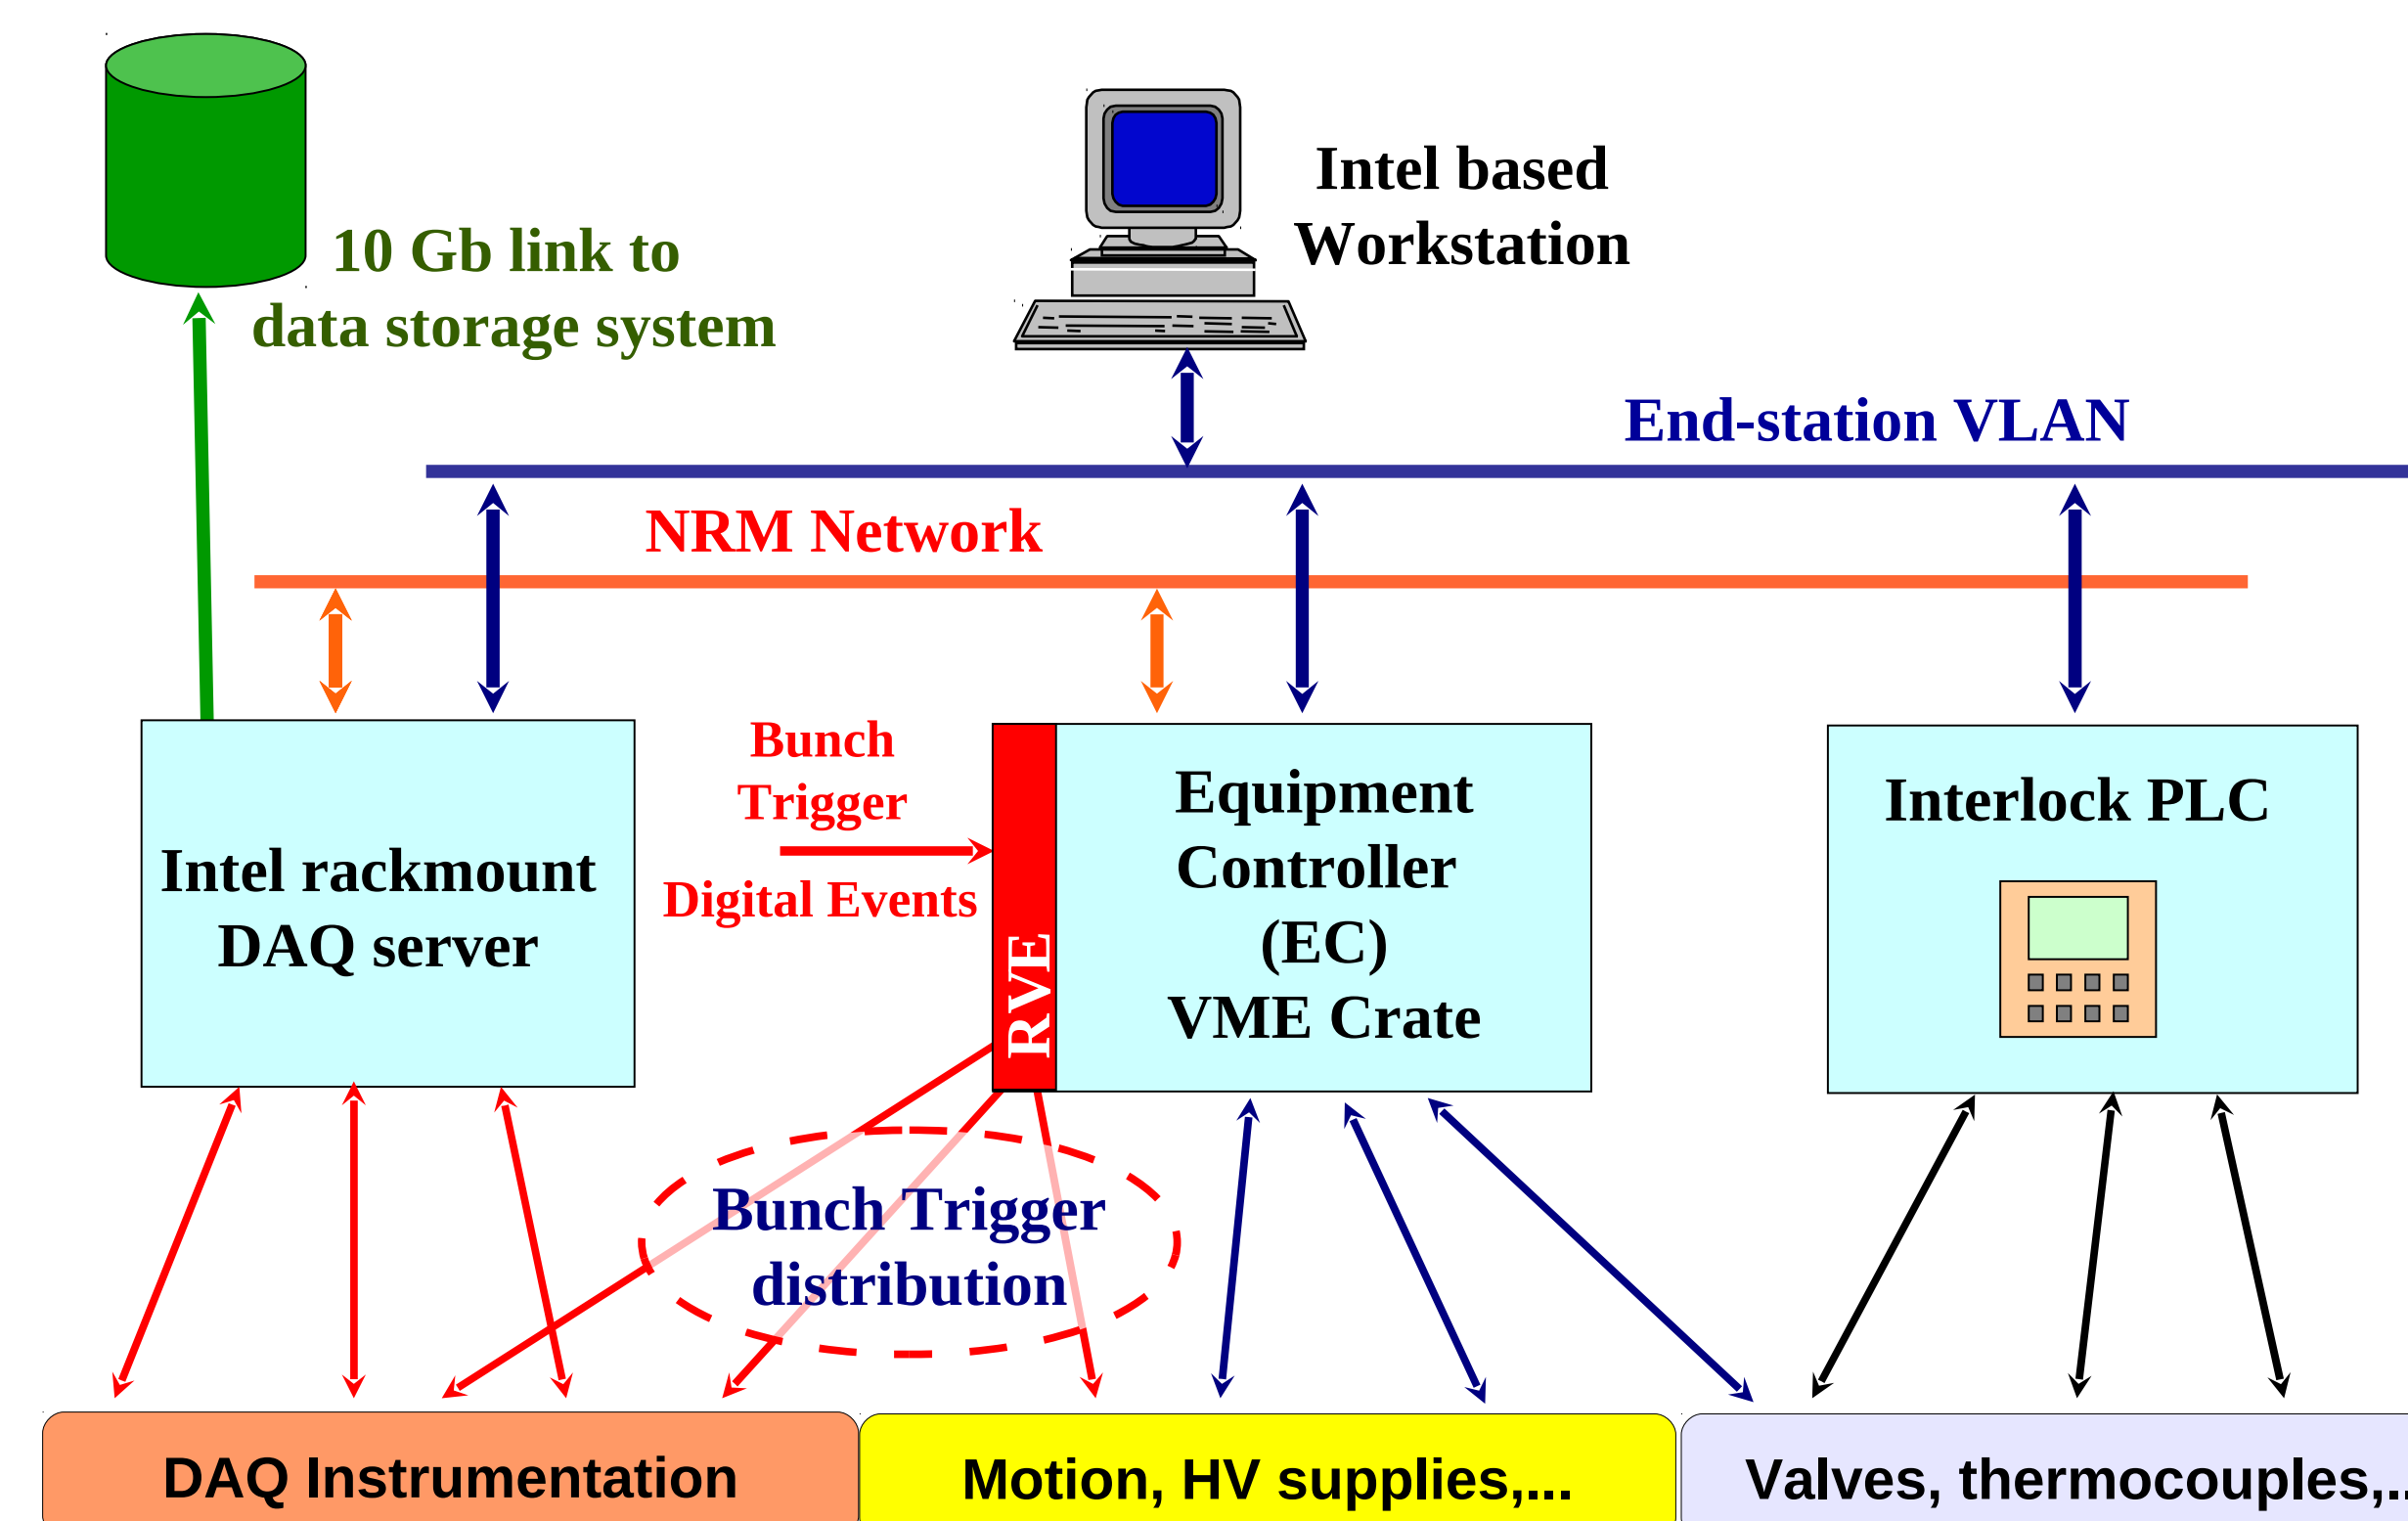 Intel based
Workstation
10 Gb link to
data storage system
End-station VLAN
NRM Network
Bunch
Trigger
Digital Events
Intel rackmount
DAQ server
RVE
Equipment
Controller
(EC)
VME Crate
Interlock PLC
Bunch Trigger
distribution
DAQ Instrumentation
Motion, HV supplies,...
Valves, thermocouples,..